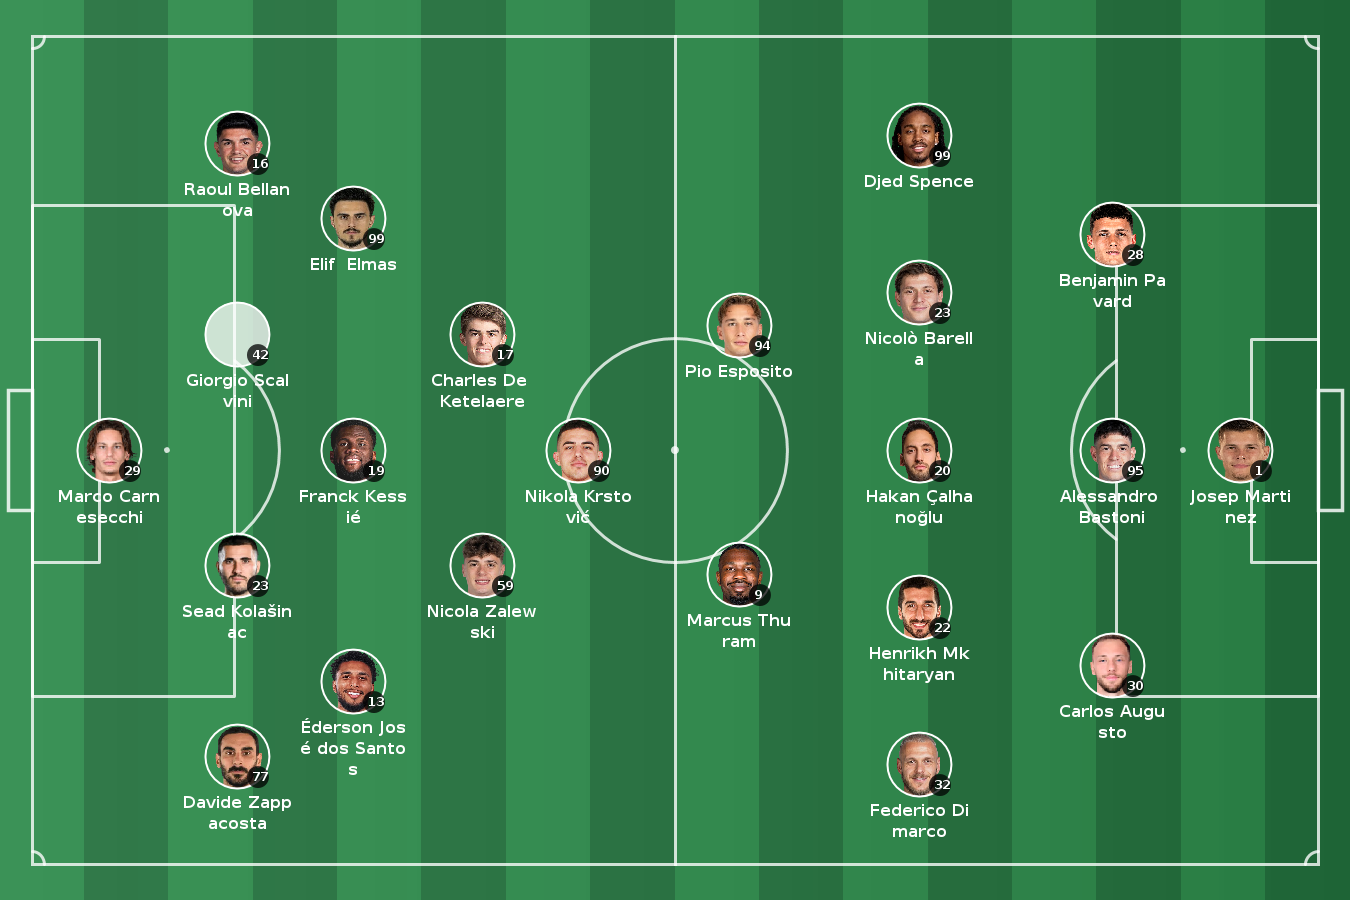 16
Raoul Bellan
ova
99
Elif  Elmas
42
Giorgio Scal
vini
17
Charles De
Ketelaere
29
Marco Carn
esecchi
19
Franck Kess
ié
90
Nikola Krsto
vić
23
Sead Kolašin
ac
59
Nicola Zalew
ski
13
Éderson Jos
é dos Santo
s
77
Davide Zapp
acosta
94
Pio Esposito
9
Marcus Thu
ram
99
Djed Spence
23
Nicolò Barell
a
20
Hakan Çalha
noğlu
22
Henrikh Mk
hitaryan
32
Federico Di
marco
28
Benjamin Pa
vard
95
Alessandro
Bastoni
1
Josep Marti
nez
30
Carlos Augu
sto